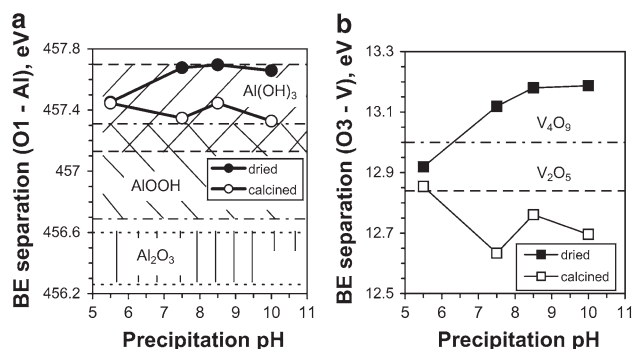 a
BE separation (O1 - Al), eV
457.8
457.4
457
456.6
456.2
Al(OH)3
AlOOH
Al2O3
dried
calcined
5 6 7 8 9 10 11
Precipitation pH
b
BE separation (O3 - V), eV
13.3
13.1
12.9
12.7
12.5
V4O9
V2O5
dried
calcined
5 6 7 8 9 10 11
Precipitation pH